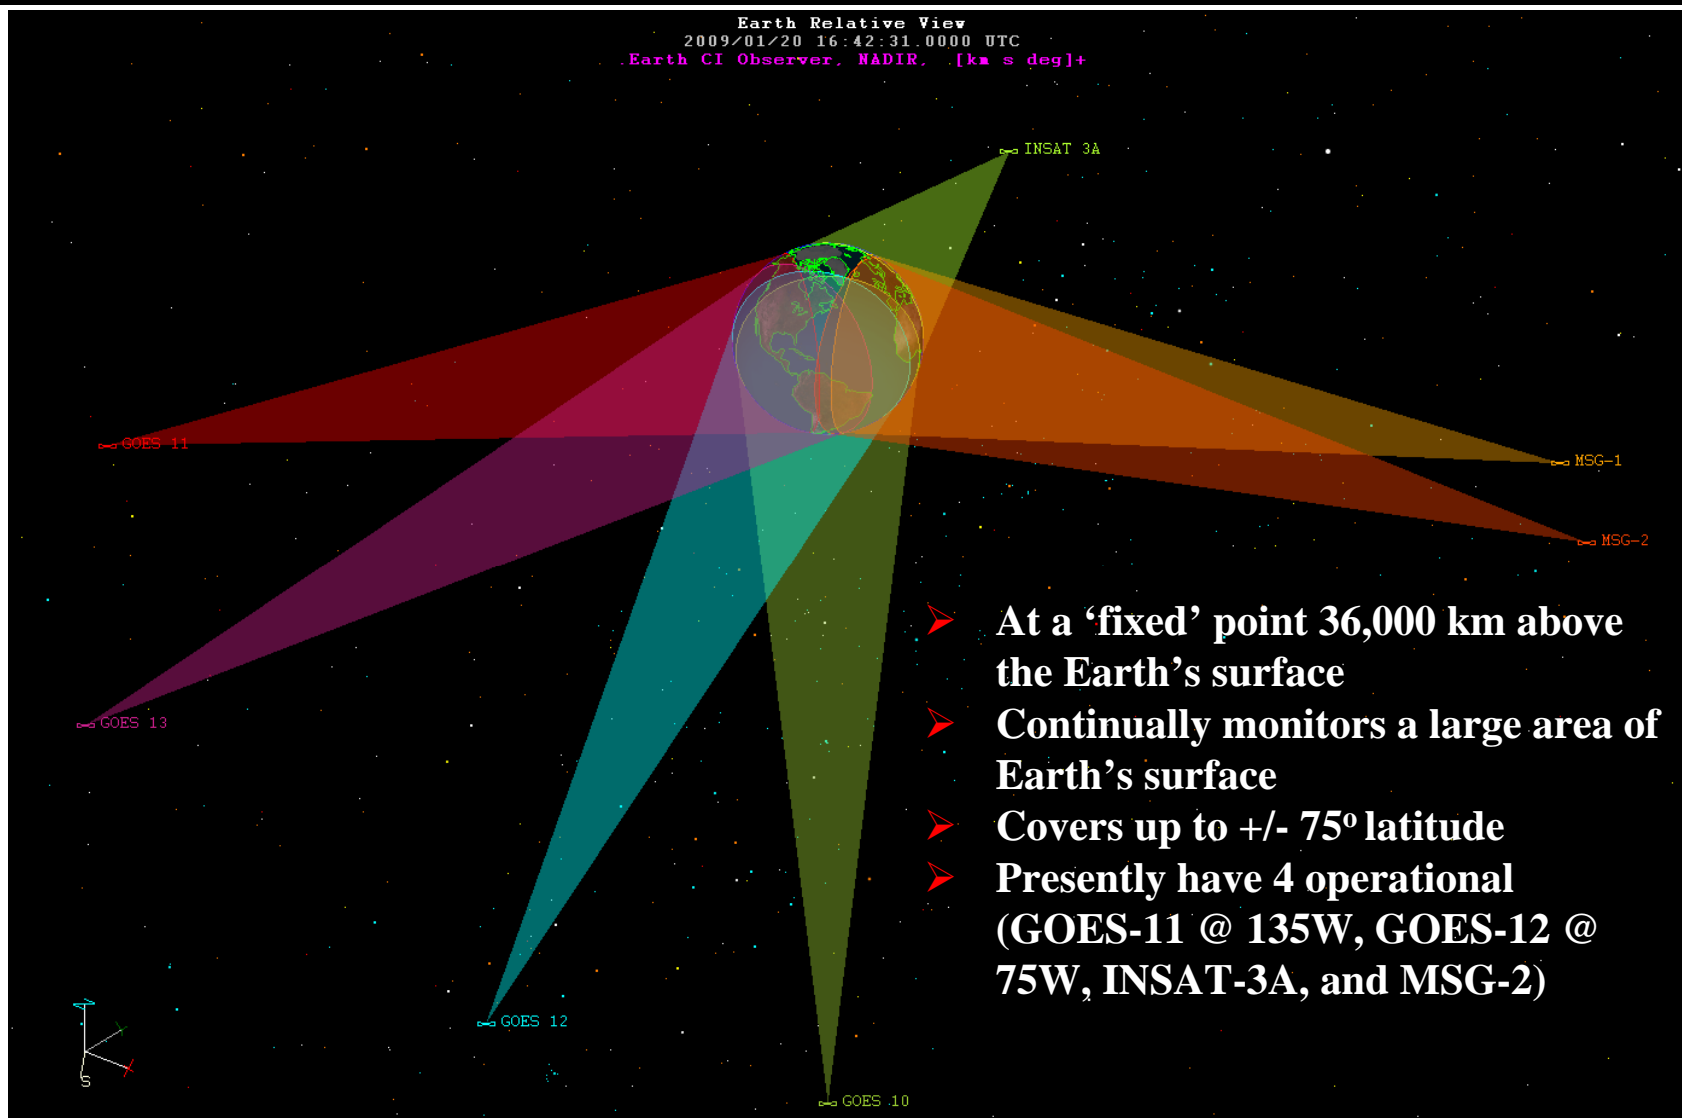 Earth Relative View
2009/01/20 16:42:31.0000 UTC
Earth CI Observer, NADIR, [km s deg]+
INSAT 3A
GOES 11
MSG-1
MSG-2
GOES 13
GOES 12
GOES 10
➢ At a ‘fixed’ point 36,000 km above
the Earth’s surface
➢ Continually monitors a large area of
Earth’s surface
➢ Covers up to +/- 75º latitude
➢ Presently have 4 operational
(GOES-11 @ 135W, GOES-12 @
75W, INSAT-3A, and MSG-2)
S